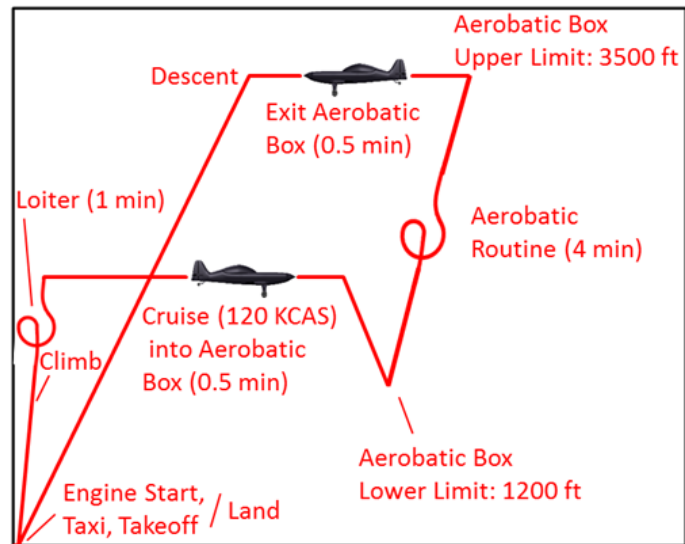 Aerobatic Box
Upper Limit: 3500 ft
Descent
Exit Aerobatic
Box (0.5 min)
Loiter (1 min)
Aerobatic
Routine (4 min)
Cruise (120 KCAS)
into Aerobatic
Box (0.5 min)
Climb
Aerobatic Box
Lower Limit: 1200 ft
Engine Start,
Taxi, Takeoff / Land